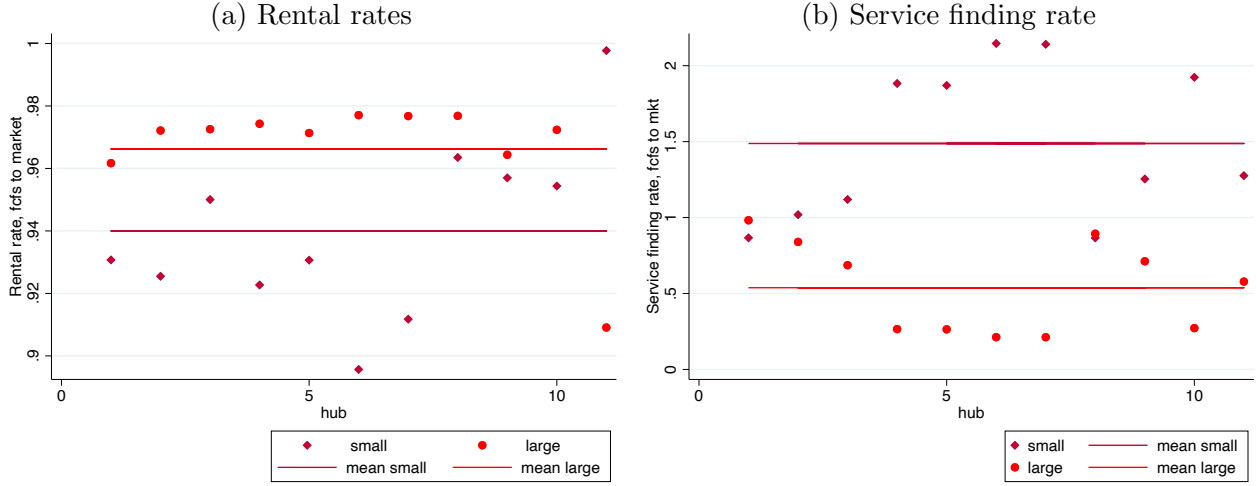 (a) Rental rates
Rental rate, fcfs to market
1
.98
.96
.94
.92
.9
0
5
10
hub
small
large
mean small
mean large
(b) Service finding rate
Service finding rate, fcfs to mkt
2
1.5
1
.5
0
0
5
10
hub
small
mean small
large
mean large